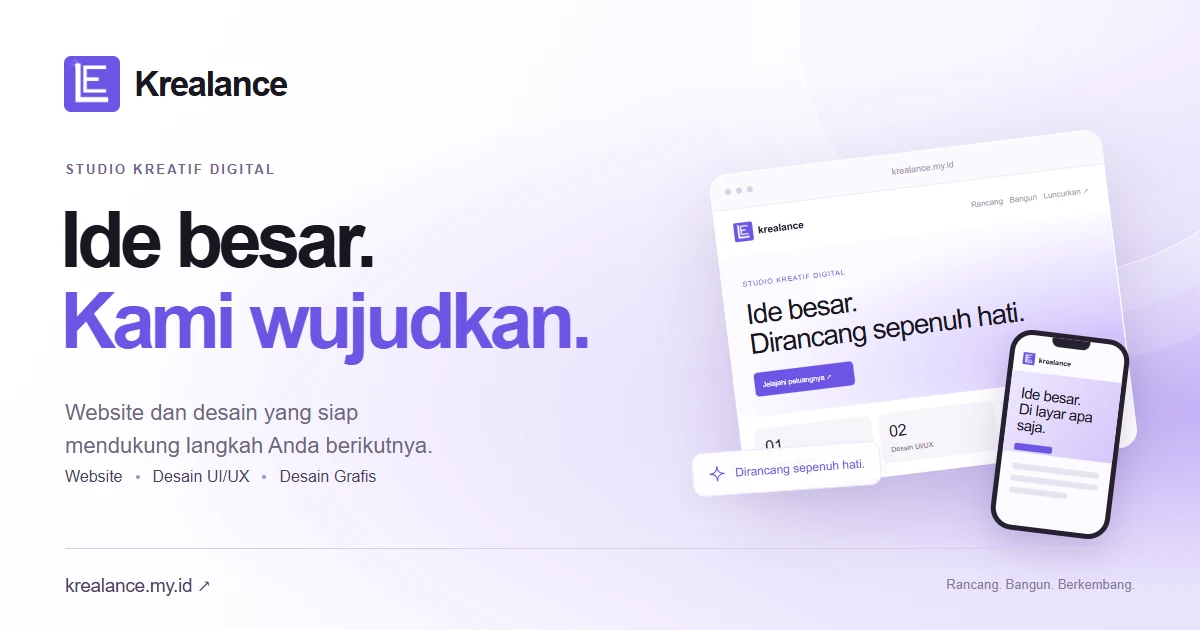 Krealance
STUDIO KREATIF DIGITAL
Ide besar.
Kami wujudkan.
Website dan desain yang siap
mendukung langkah Anda berikutnya.
Website • Desain UI/UX • Desain Grafis
krealance.my.id ↗
krealance.my.id
krealance
Rancang Bangun Luncurkan ↗
STUDIO KREATIF DIGITAL
Ide besar.
Dirancang sepenuh hati.
Jelajahi peluangnya ↗
01
02
Desain UI/UX
Dirancang sepenuh hati.
krealance
Ide besar.
Di layar apa
saja.
Rancang. Bangun. Berkembang.